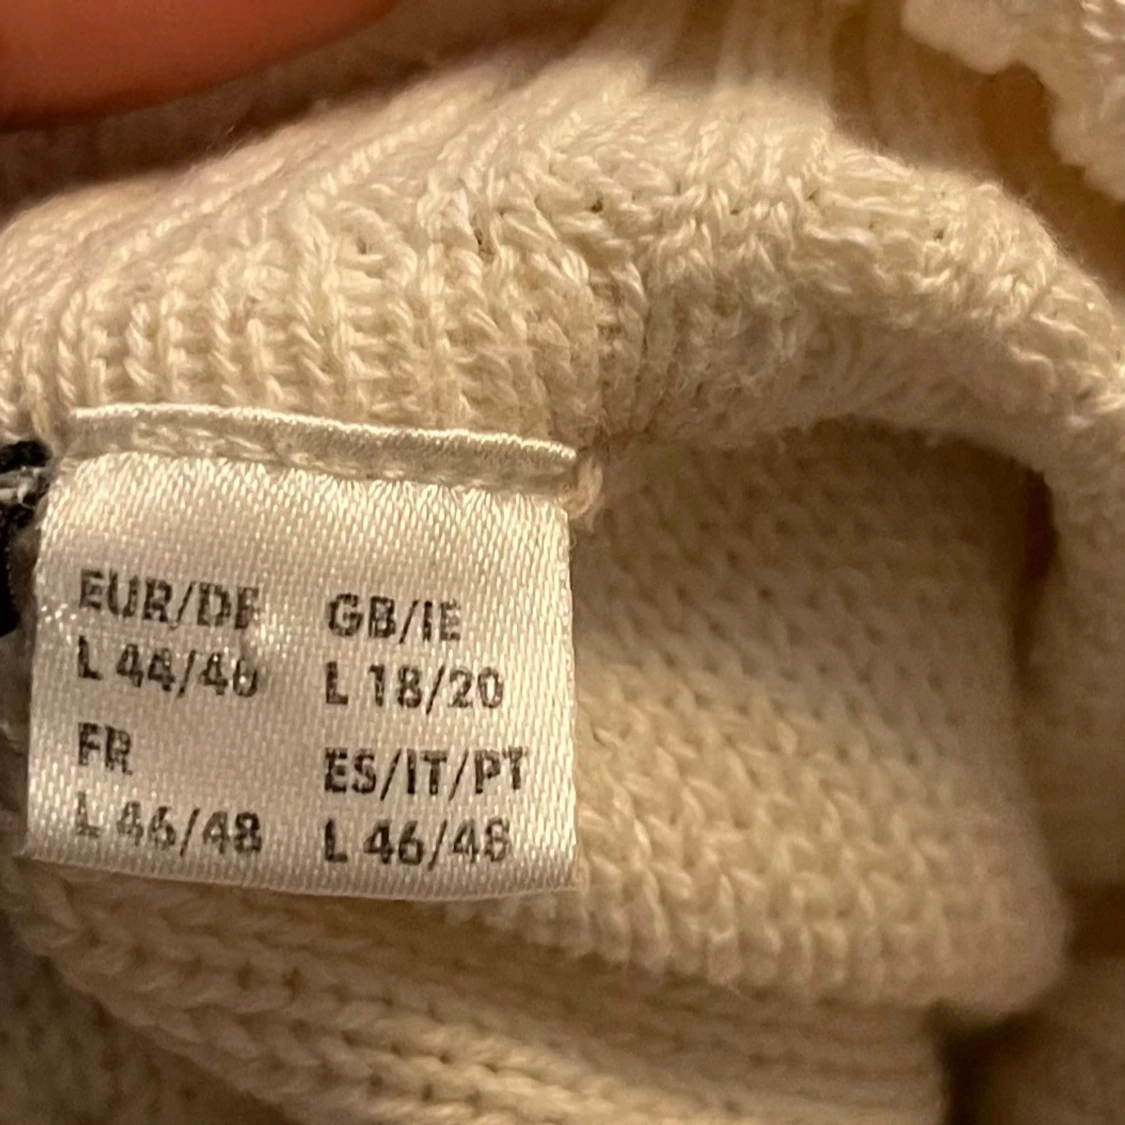 EUR/DE
L 44/46
GB/IE
L 18/20
FR
L 46/48
ES/IT/PT
L 46/48